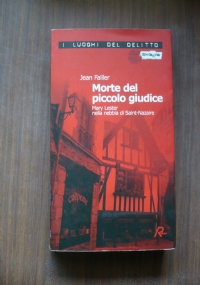 I LUOGHI DEL DELITTO
Jean Failler
Morte del
piccolo giudice
Mary Lester
nella nebbia di Saint-Nazaire